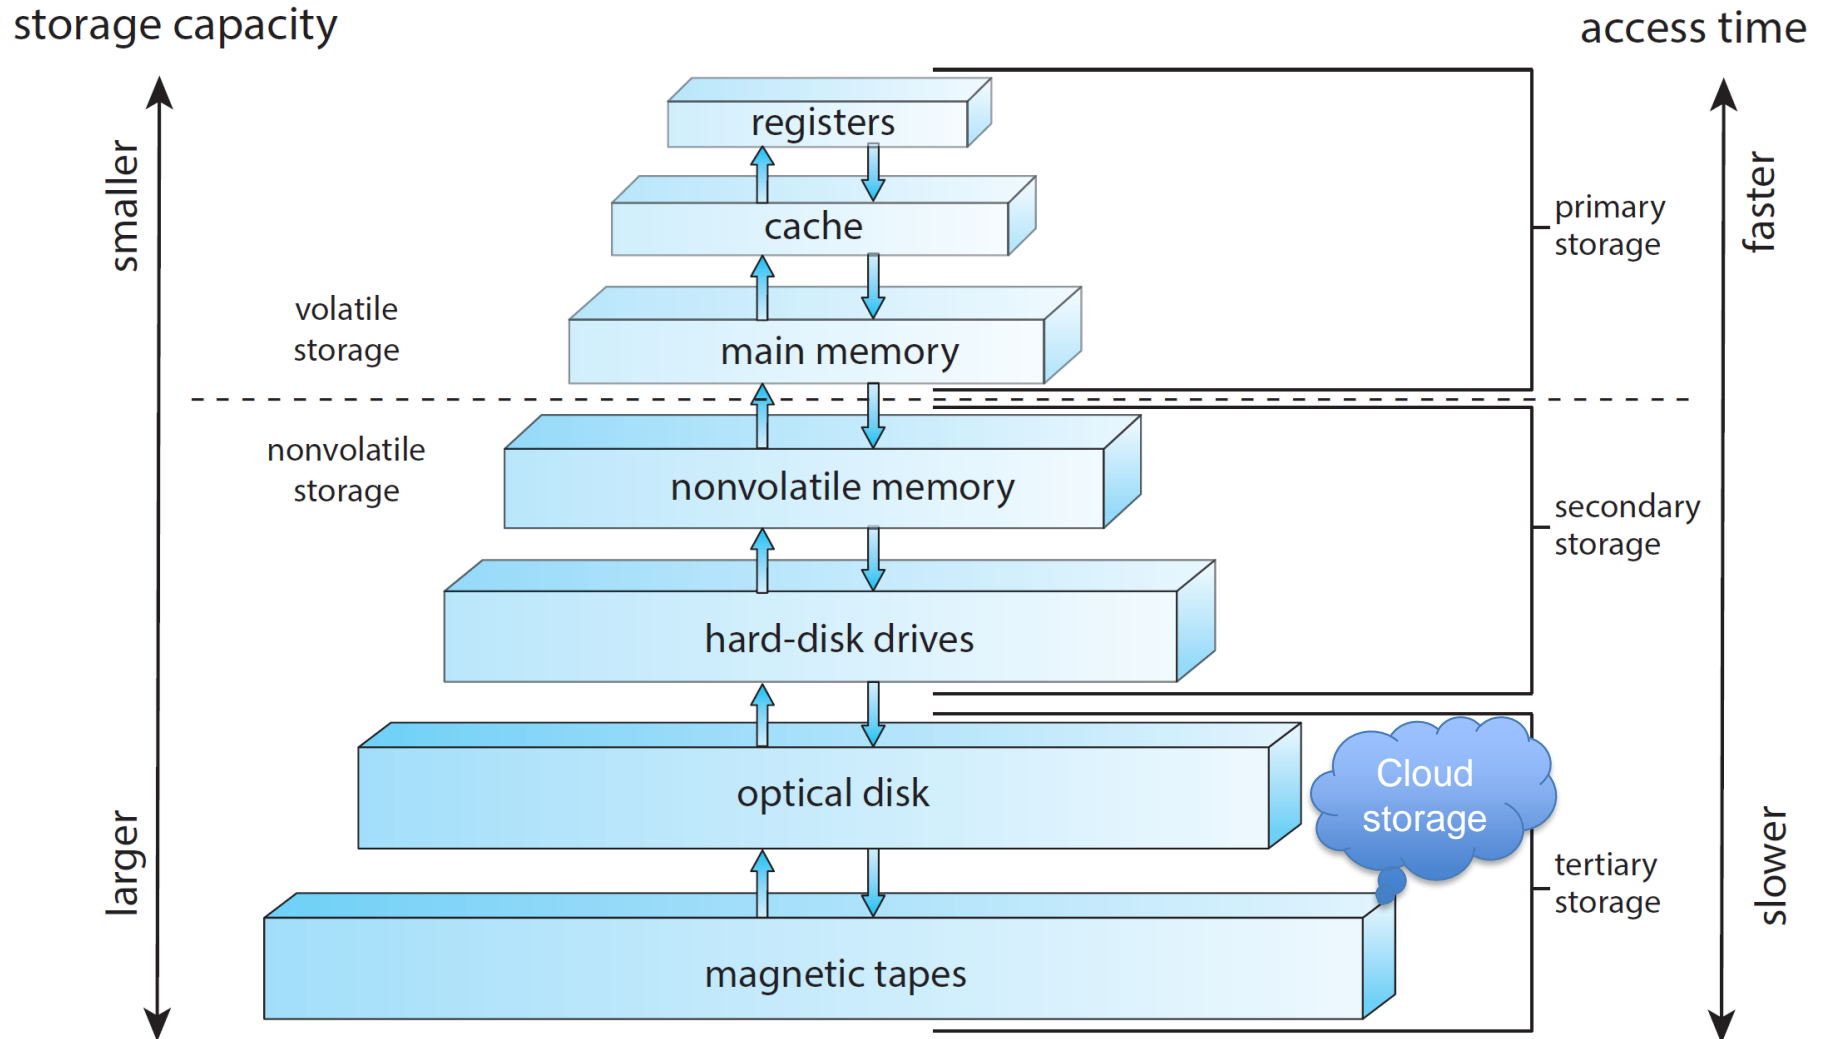 storage capacity
access time
smaller
larger
volatile
storage
nonvolatile
storage
registers
cache
main memory
nonvolatile memory
hard-disk drives
optical disk
magnetic tapes
primary
storage
secondary
storage
Cloud
storage
tertiary
storage
faster
slower